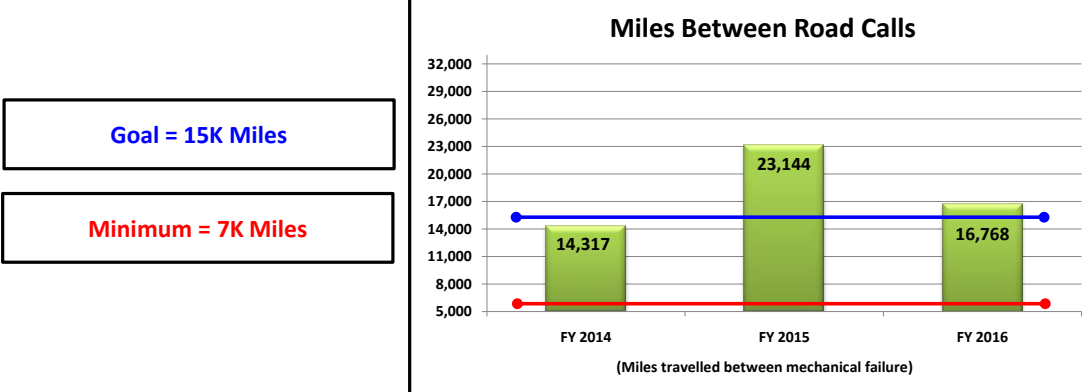 Goal = 15K Miles
Minimum = 7K Miles
Miles Between Road Calls
32,000
29,000
26,000
23,000
20,000
17,000
14,000
11,000
8,000
5,000
14,317
23,144
16,768
FY 2014
FY 2015
FY 2016
(Miles travelled between mechanical failure)